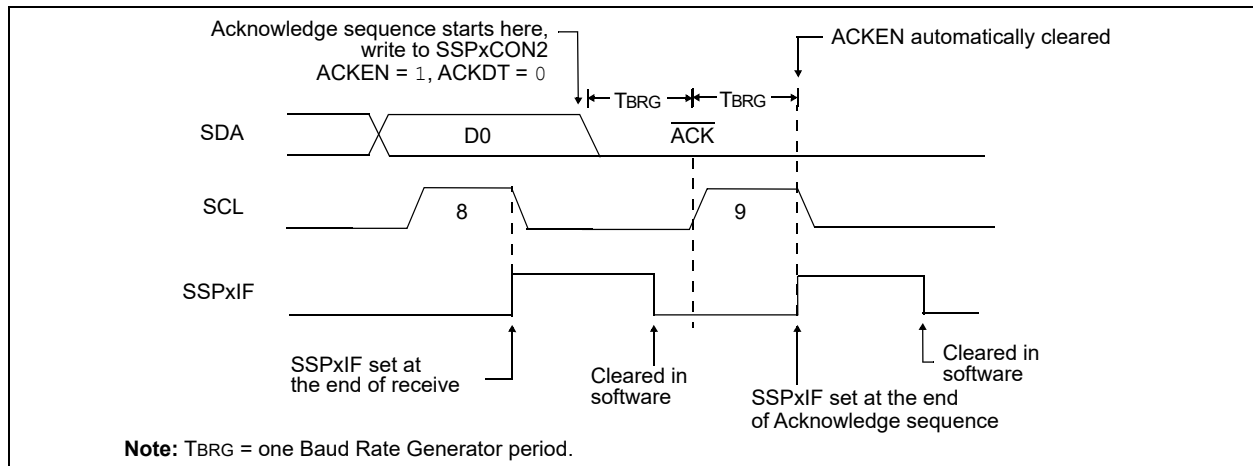 Acknowledge sequence starts here,
write to SSPxCON2
ACKEN = 1, ACKDT = 0
ACKEN automatically cleared
TBRG
TBRG
SDA
D0
ACK
SCL
8
9
SSPxIF
SSPxIF set at
the end of receive
Cleared in
software
SSPxIF set at the end
of Acknowledge sequence
Cleared in
software
Note: TBRG = one Baud Rate Generator period.